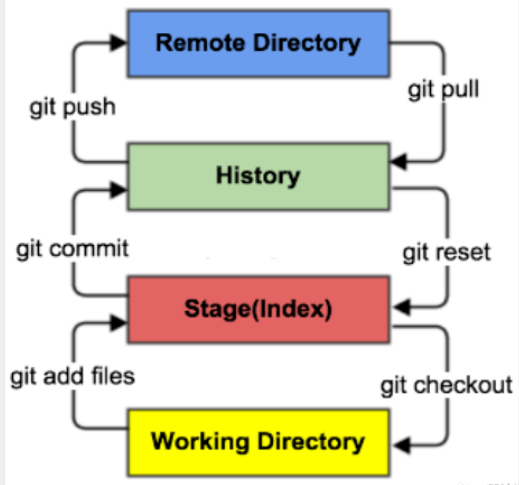 Remote Directory
git push
git pull
History
git commit
git reset
Stage(Index)
git add files
git checkout
Working Directory